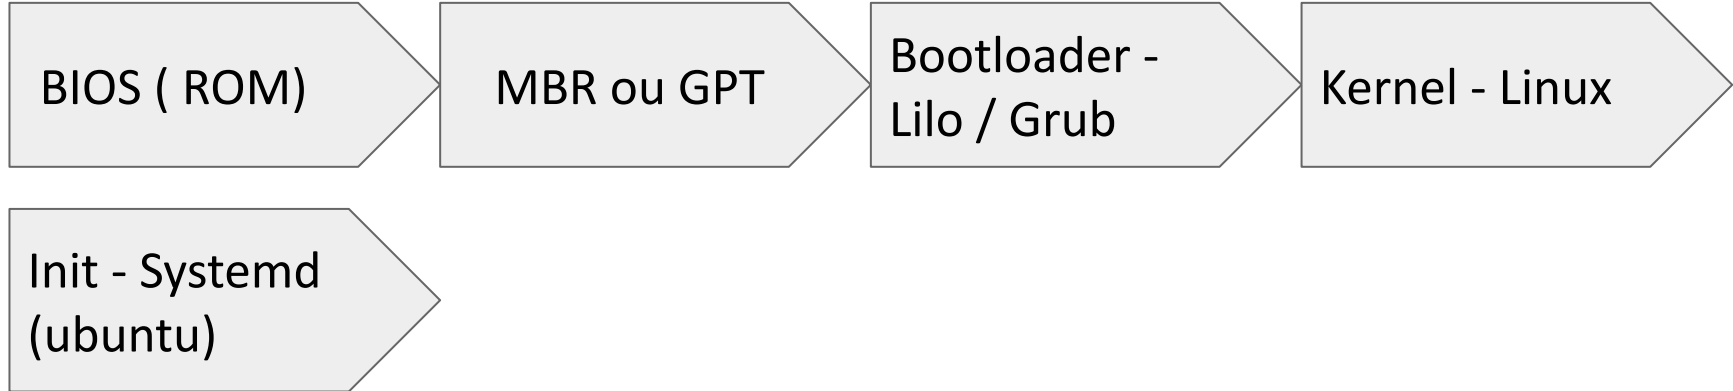 BIOS ( ROM)
MBR ou GPT
Bootloader -
Lilo / Grub
Kernel - Linux
Init - Systemd
(ubuntu)